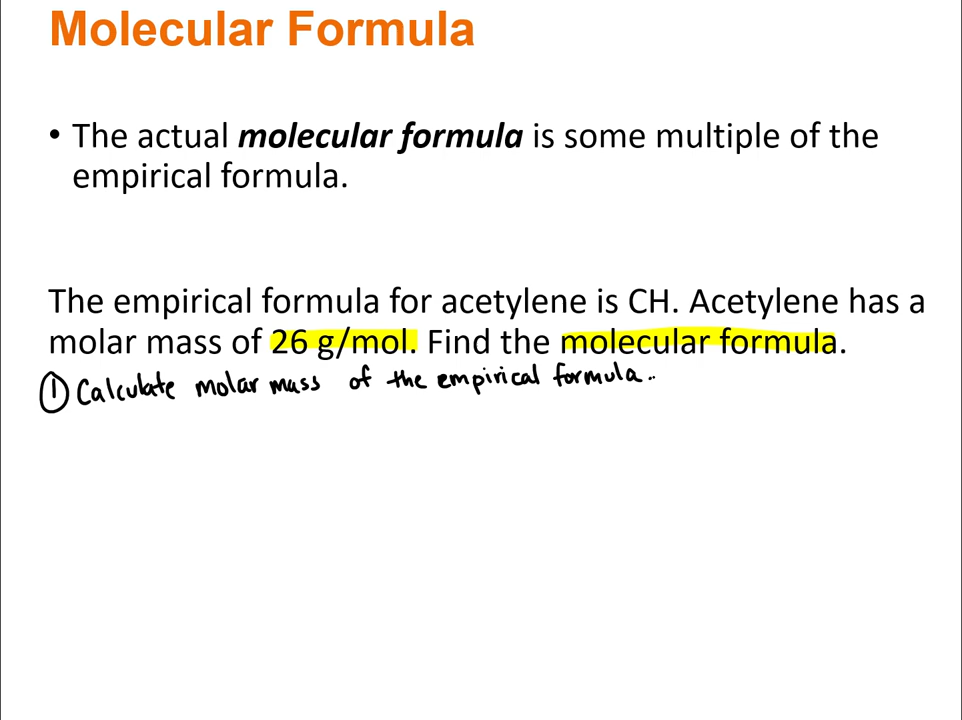 Molecular Formula
• The actual molecular formula is some multiple of the
empirical formula.
The empirical formula for acetylene is CH. Acetylene has a
molar mass of 26 g/mol. Find the molecular formula.
① Calculate molar mass of the empirical formula..